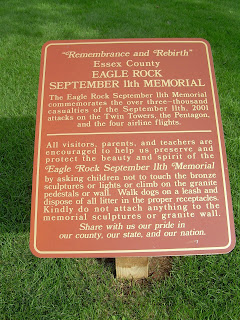 "Remembrance and Rebirth"
Essex County
EAGLE ROCK
SEPTEMBER 11th MEMORIAL
The Eagle Rock September 11th Memorial
commemorates the over three-thousand
casualties of the September 11th, 2001
attacks on the Twin Towers, the Pentagon,
and the four airline flights.
All visitors, parents, and teachers are
encouraged to help us preserve and
protect the beauty and spirit of the
Eagle Rock September 11th Memorial
by asking children not to touch the bronze
sculptures or lights or climb on the granite
pedestals or wall. Walk dogs on a leash and
dispose of all litter in the proper receptacles.
Kindly do not attach anything to the
memorial sculptures or granite wall.
Share with us our pride in
our county, our state, and our nation.